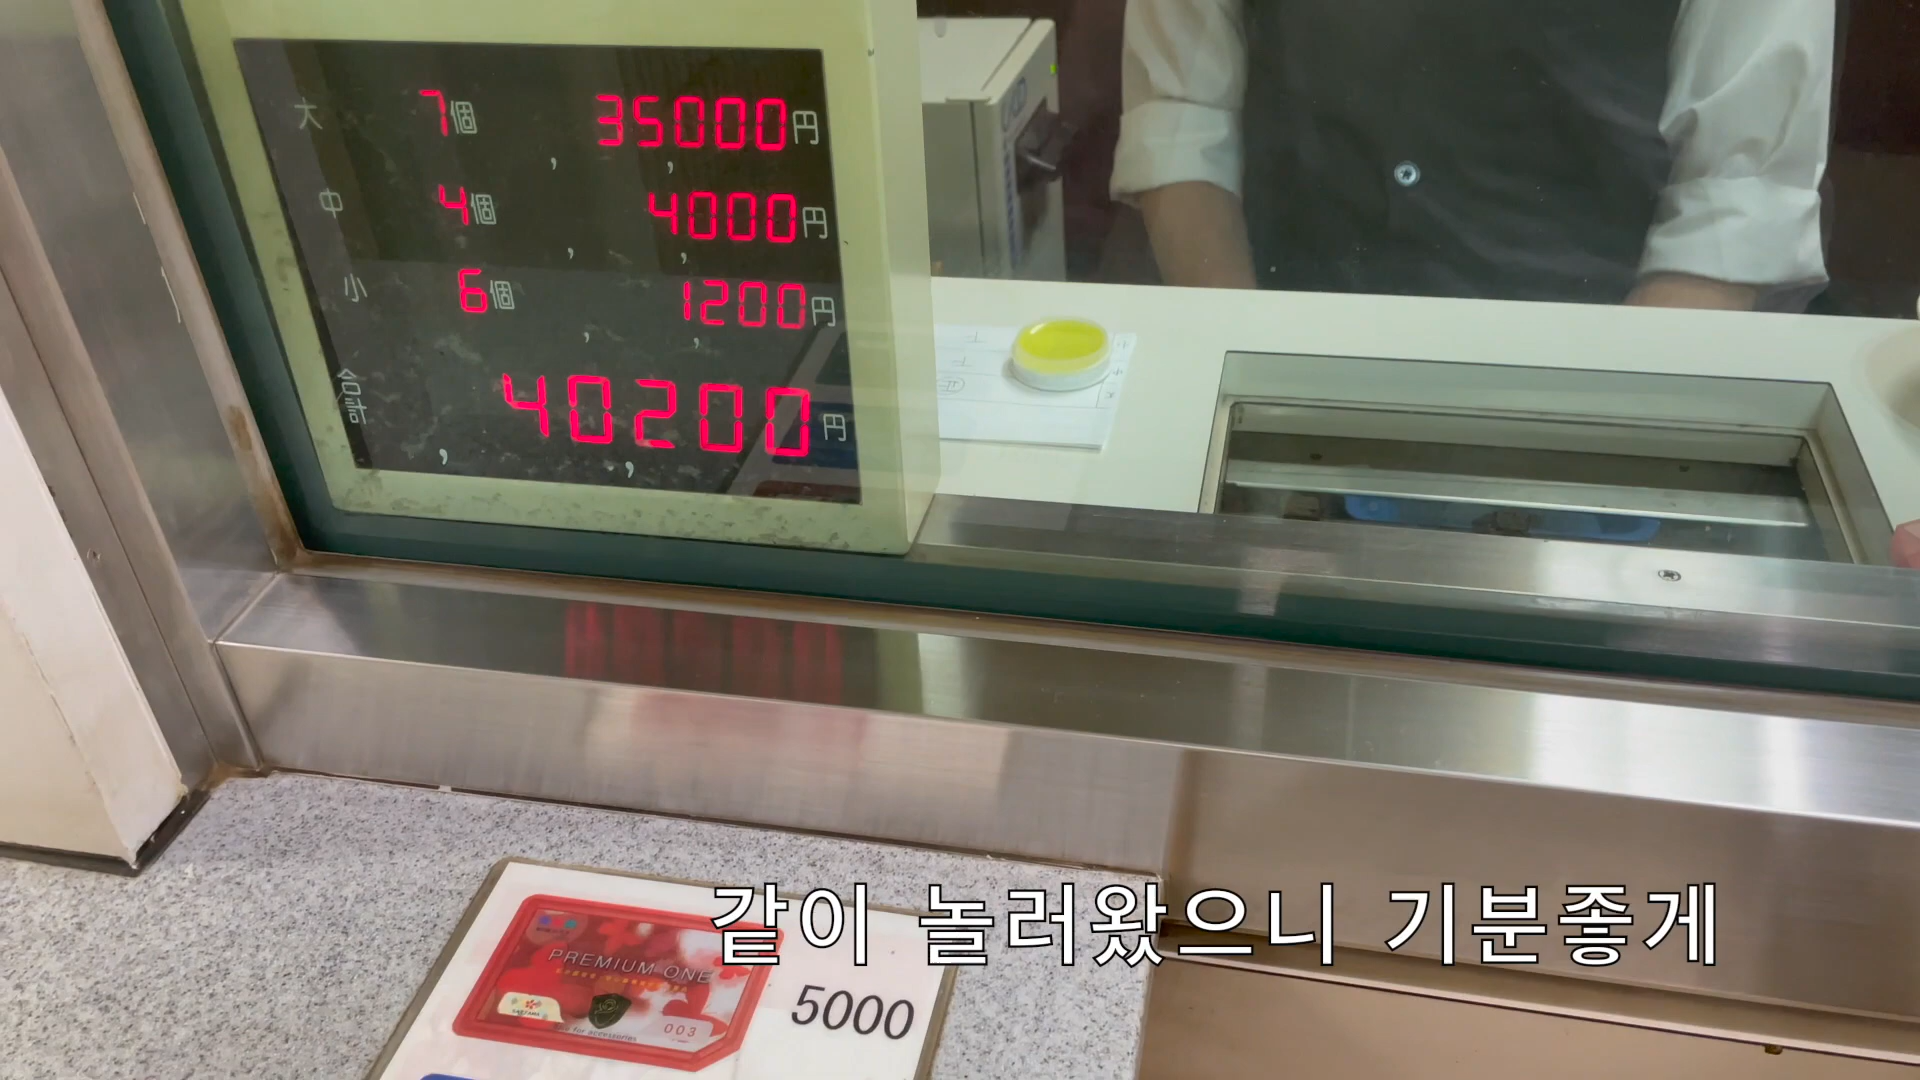 大 7個 35000円
中 4個 4000円
小 6個 1200円
合計 40200円
PREMIUM ONE
for accessories
003
5000
같이 놀러왔으니 기분좋게